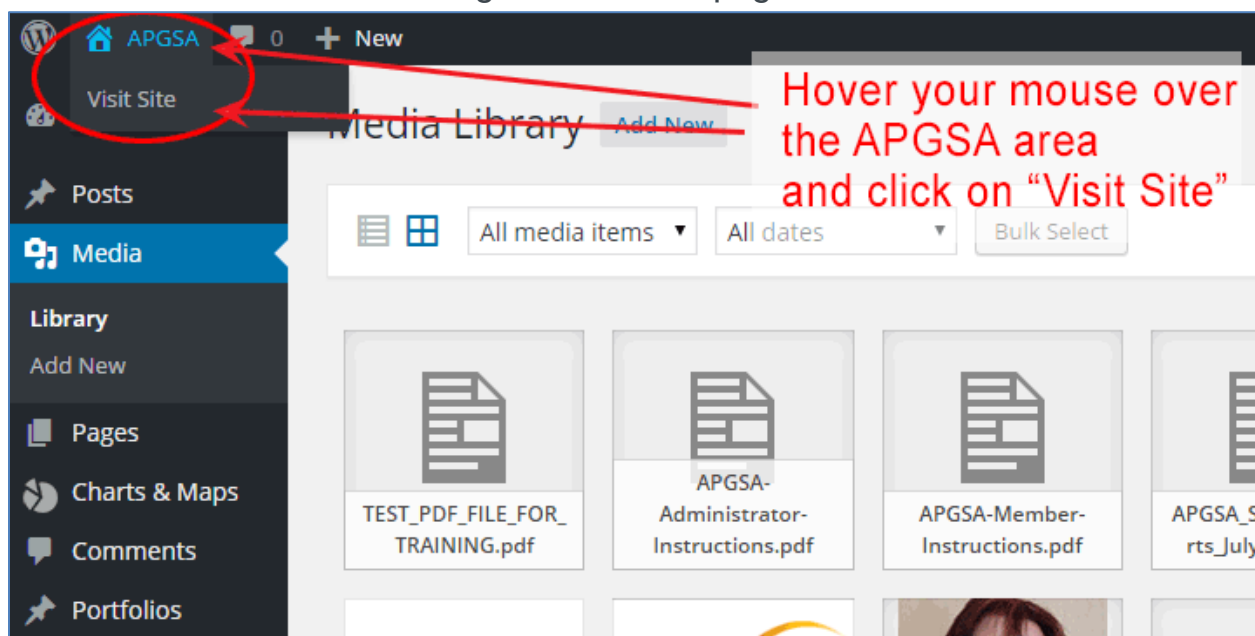 APGSA 0 + New
Visit Site
Media Library Add New
Hover your mouse over
the APGSA area
and click on “Visit Site”
Posts
Media
All media items All dates Bulk Select
Library
Add New
Pages
Charts & Maps
Comments
Portfolios
TEST_PDF_FILE_FOR_
TRAINING.pdf
APGSA-
Administrator-
Instructions.pdf
APGSA-Member-
Instructions.pdf
APGSA_S
rts_July